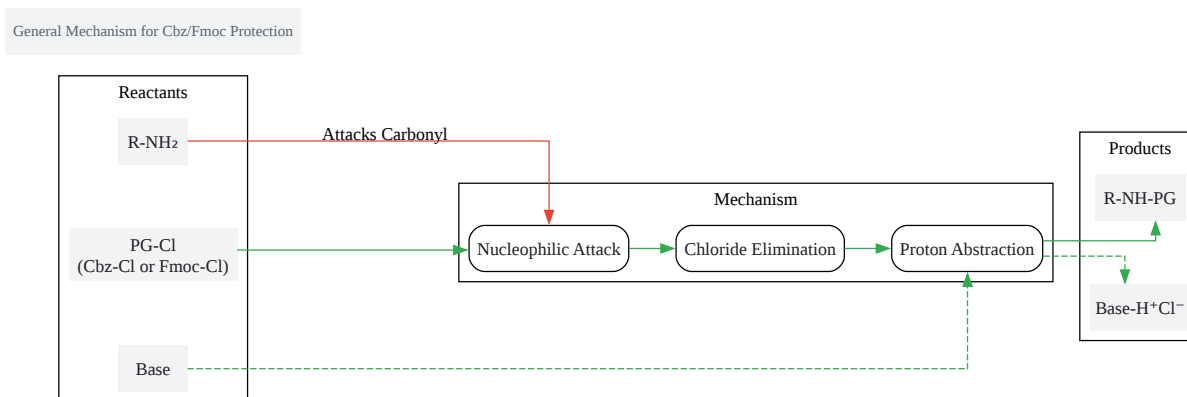 General Mechanism for Cbz/Fmoc Protection
Reactants
R-NH₂
Attacks Carbonyl
PG-Cl
(Cbz-Cl or Fmoc-Cl)
Base
Mechanism
Nucleophilic Attack
Chloride Elimination
Proton Abstraction
Products
R-NH-PG
Base-H⁺Cl⁻